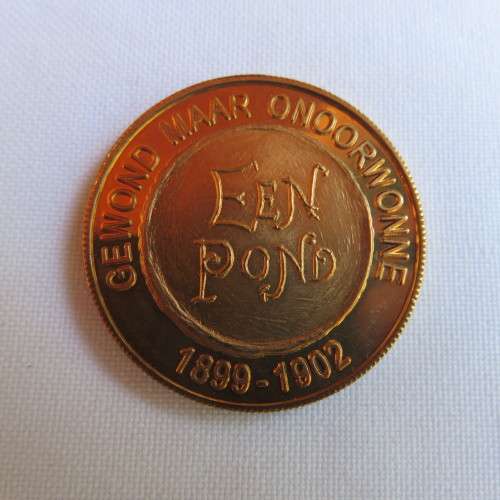 GEWOND MAAR ONOORWONNE
EEN
POND
1899-1902